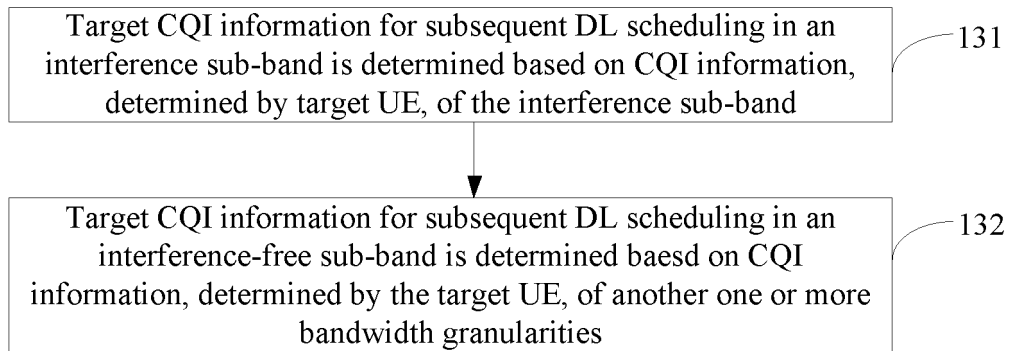 Target CQI information for subsequent DL scheduling in an
interference sub-band is determined based on CQI information,
determined by target UE, of the interference sub-band
131
Target CQI information for subsequent DL scheduling in an
interference-free sub-band is determined baesd on CQI
information, determined by the target UE, of another one or more
bandwidth granularities
132